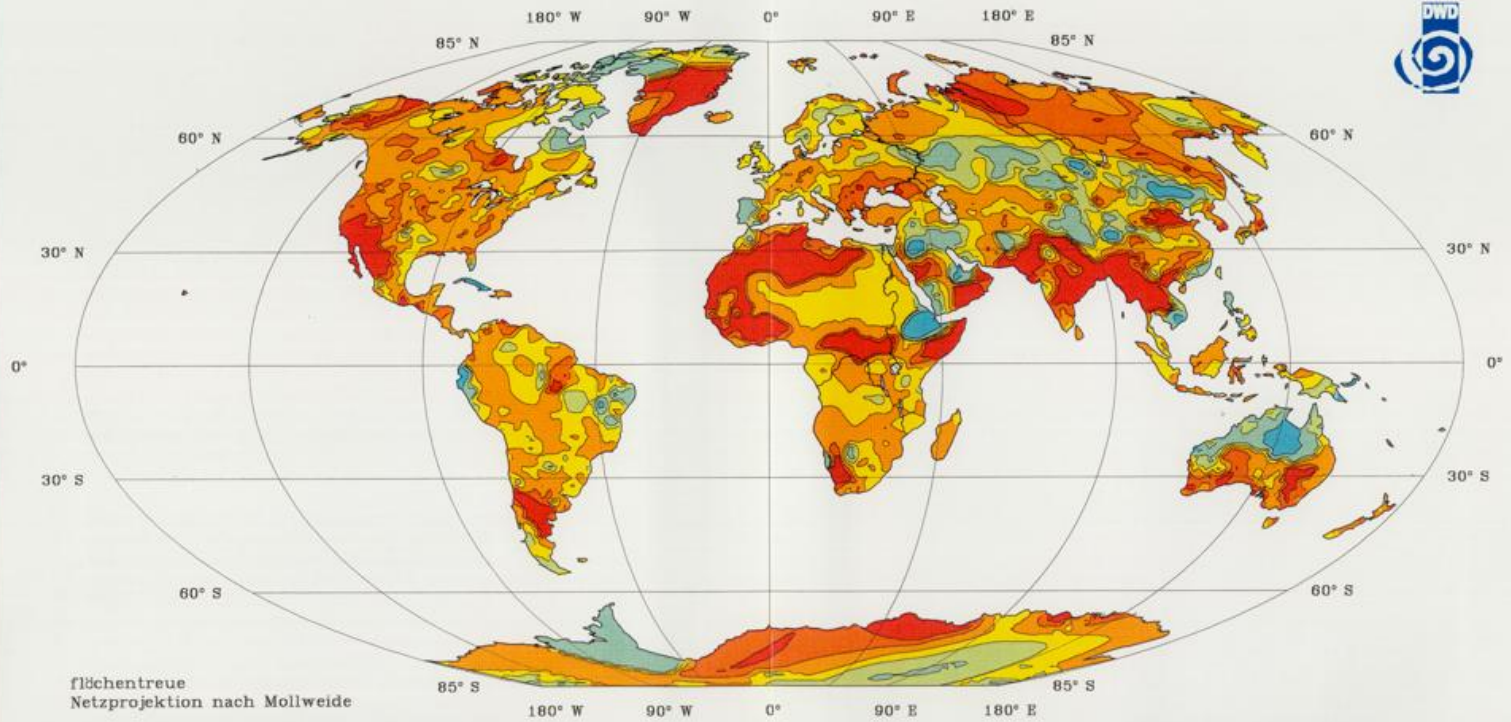 180° W 90° W 0° 90° E 180° E
DWD
85° N 85° N
60° N 60° N
30° N 30° N
0° 0°
30° S 30° S
60° S 60° S
flächentreue
Netzprojektion nach Mollweide
85° S 85° S
180° W 90° W 0° 90° E 180° E